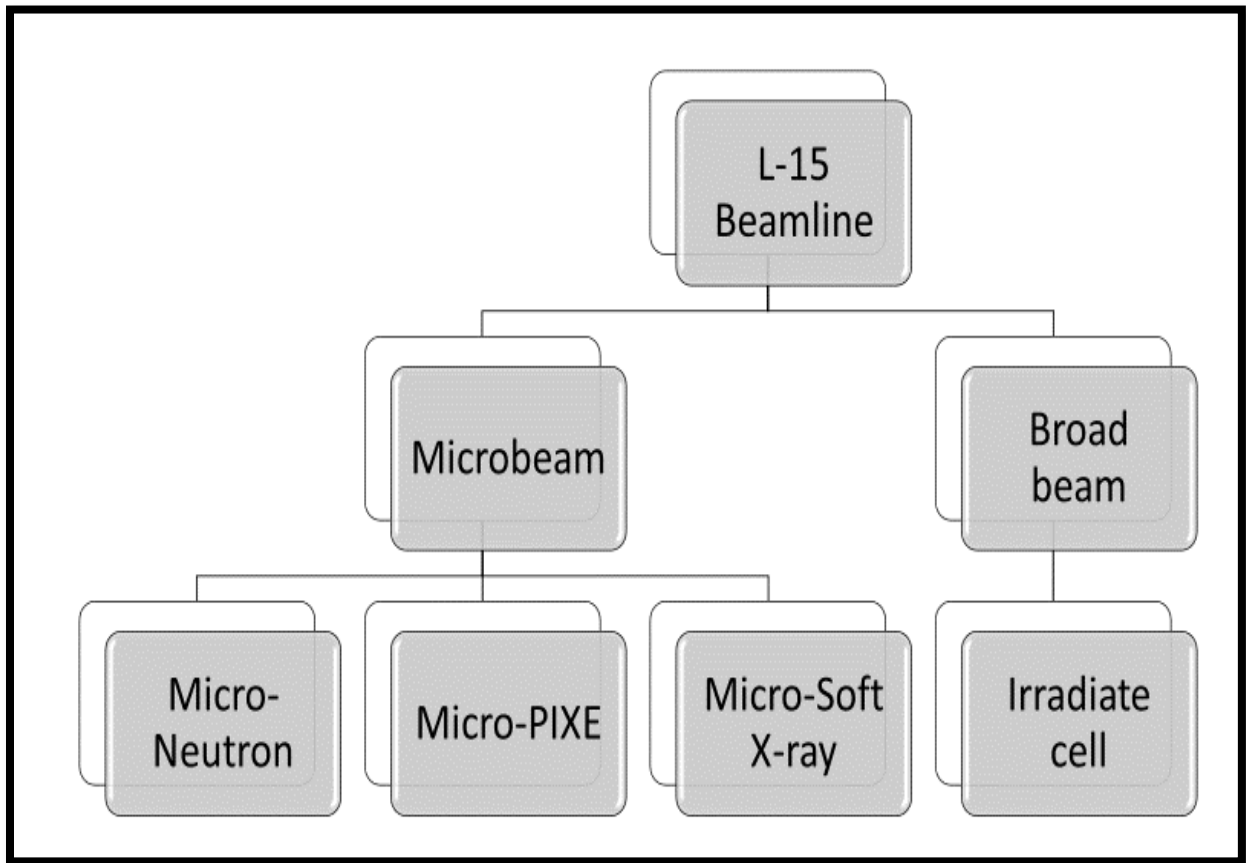 L-15
Beamline
Microbeam
Broad
beam
Micro-
Neutron
Micro-PIXE
Micro-Soft
X-ray
Irradiate
cell